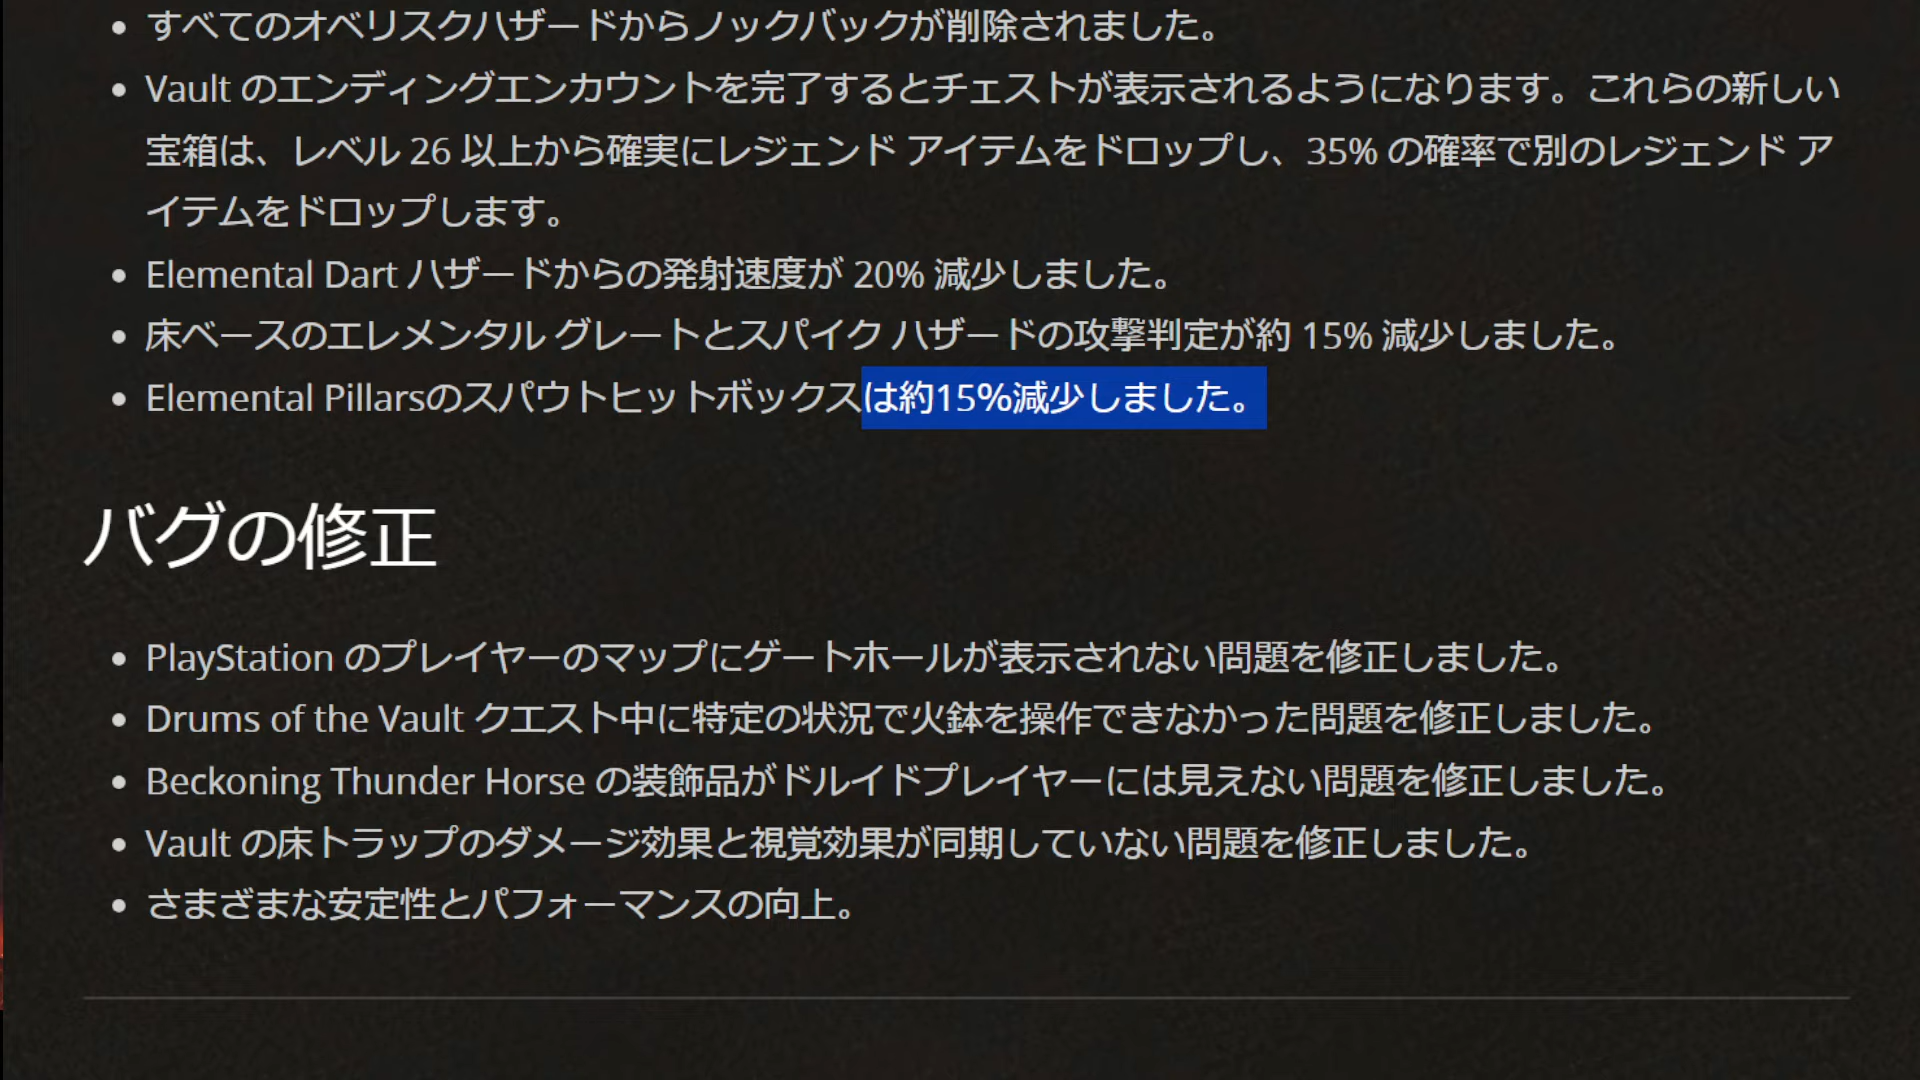 すべてのオベリスクハザードからノックバックが削除されました。
Vault のエンディングエンカウントを完了するとチェストが表示されるようになります。これらの新しい
宝箱は、レベル 26 以上から確実にレジェンド アイテムをドロップし、35% の確率で別のレジェンド ア
イテムをドロップします。
Elemental Dart ハザードからの発射速度が 20% 減少しました。
床ベースのエレメンタル グレートとスパイク ハザードの攻撃判定が約 15% 減少しました。
Elemental Pillarsのスパウトヒットボックスは約15%減少しました。
バグの修正
PlayStation のプレイヤーのマップにゲートホールが表示されない問題を修正しました。
Drums of the Vault クエスト中に特定の状況で火鉢を操作できなかった問題を修正しました。
Beckoning Thunder Horse の装飾品がドルイドプレイヤーには見えない問題を修正しました。
Vault の床トラップのダメージ効果と視覚効果が同期していない問題を修正しました。
さまざまな安定性とパフォーマンスの向上。